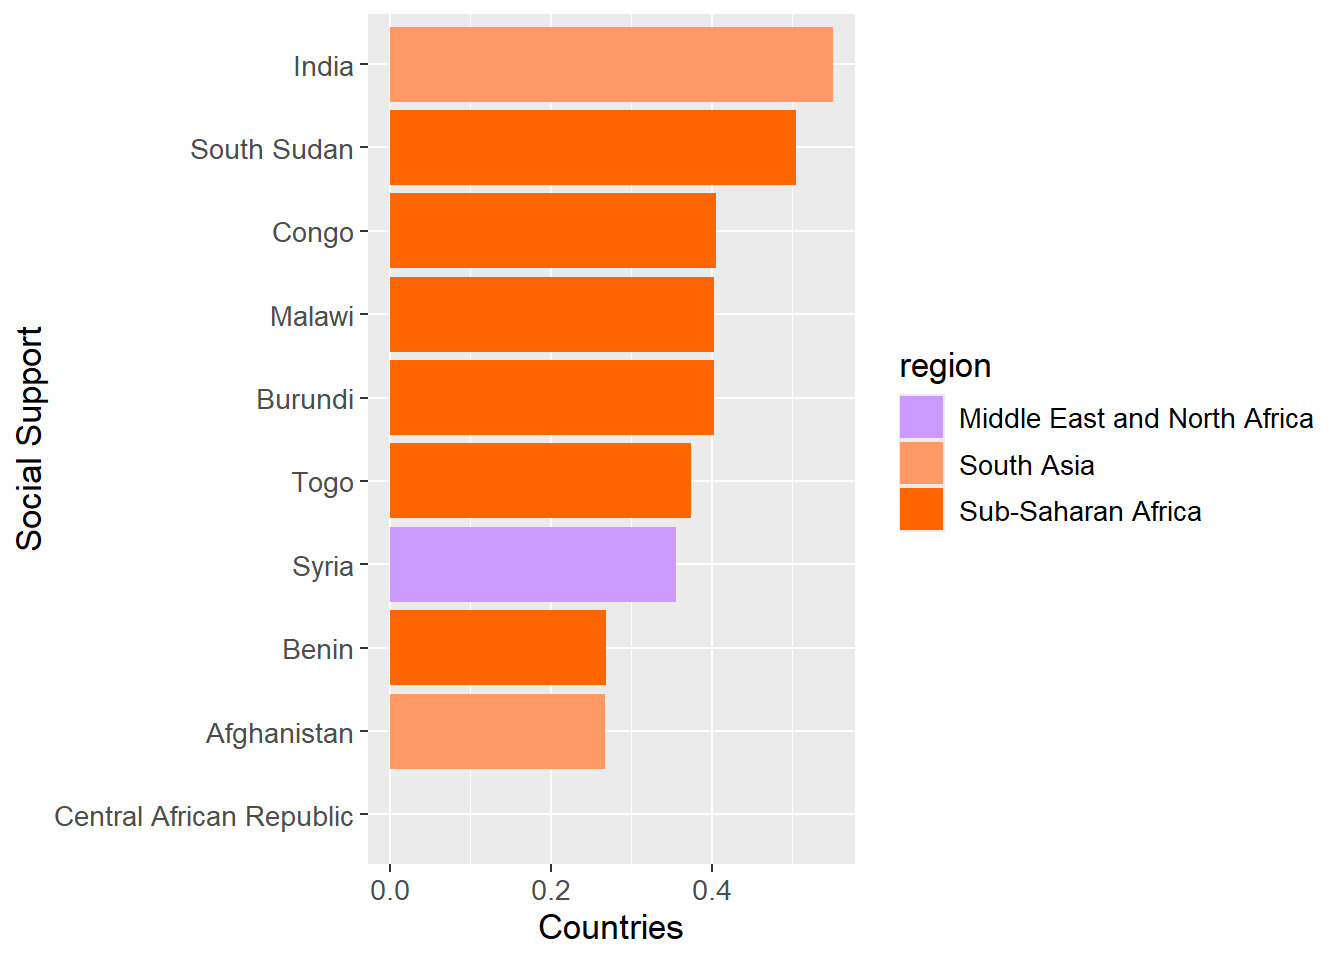 India
South Sudan
Congo
Malawi
Burundi
Togo
Syria
Benin
Afghanistan
Central African Republic
Social Support
0.0 0.2 0.4
Countries
region
Middle East and North Africa
South Asia
Sub-Saharan Africa